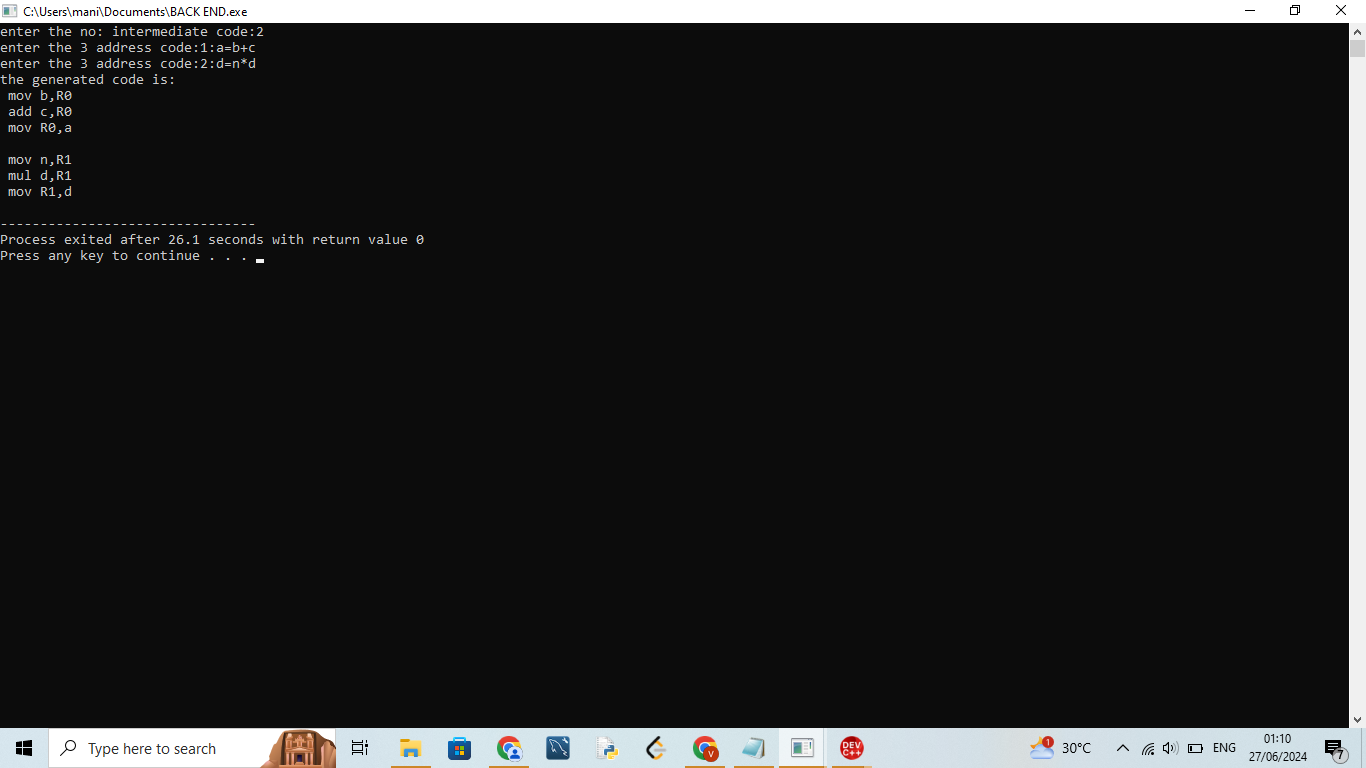 C:\Users\mani\Documents\BACK END.exe
enter the no: intermediate code:2
enter the 3 address code:1:a=b+c
enter the 3 address code:2:d=n*d
the generated code is:
mov b,R0
add c,R0
mov R0,a
mov n,R1
mul d,R1
mov R1,d
--------------------------------
Process exited after 26.1 seconds with return value 0
Press any key to continue . . .
Type here to search
V
DEV
C++
1
30°C
ENG
01:10
27/06/2024
7